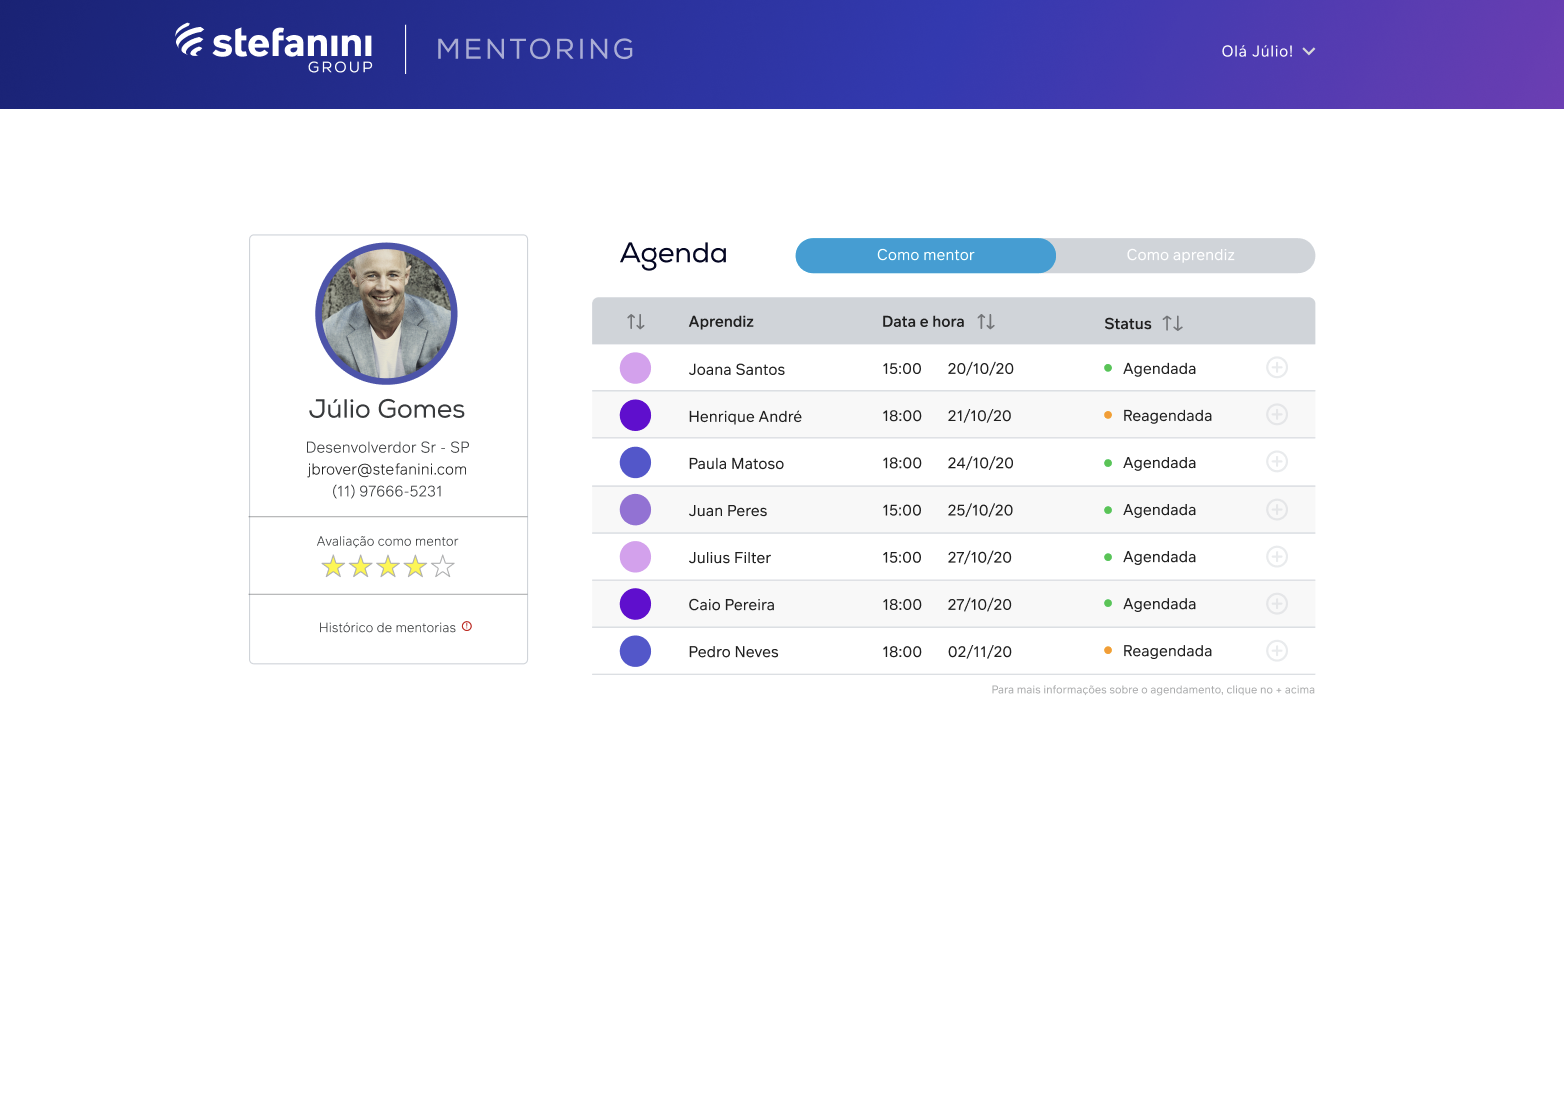 stefanini
GROUP
MENTORING
Olá Júlio!
Júlio Gomes
Desenvolverdor Sr - SP
jbrover@stefanini.com
(11) 97666-5231
Avaliação como mentor
Histórico de mentorias
Agenda
Como mentor
Como aprendiz
Aprendiz Data e hora Status
Joana Santos 15:00 20/10/20 Agendada
Henrique André 18:00 21/10/20 Reagendada
Paula Matoso 18:00 24/10/20 Agendada
Juan Peres 15:00 25/10/20 Agendada
Julius Filter 15:00 27/10/20 Agendada
Caio Pereira 18:00 27/10/20 Agendada
Pedro Neves 18:00 02/11/20 Reagendada
Para mais informações sobre o agendamento, clique no + acima